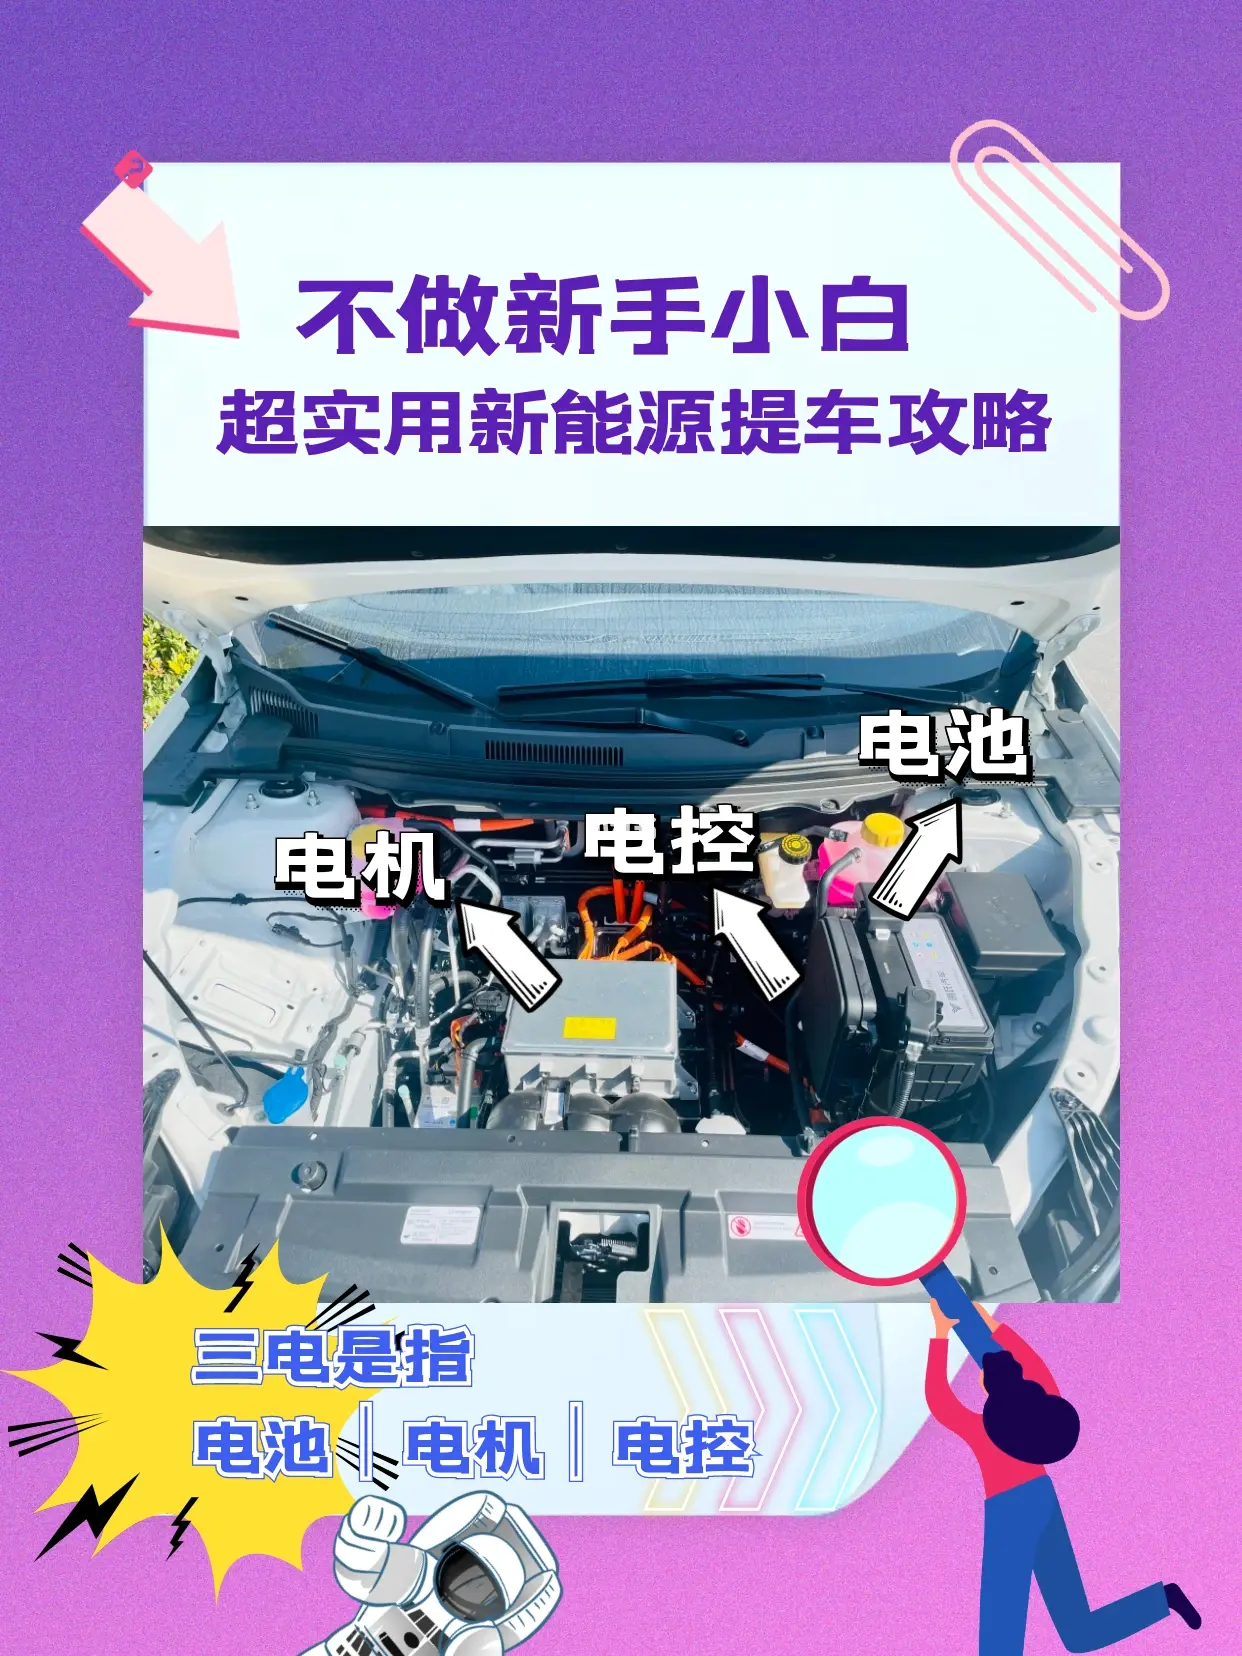 不做新手小白
超实用新能源提车攻略
电池
电控
电机
三电是指
电池｜电机｜电控